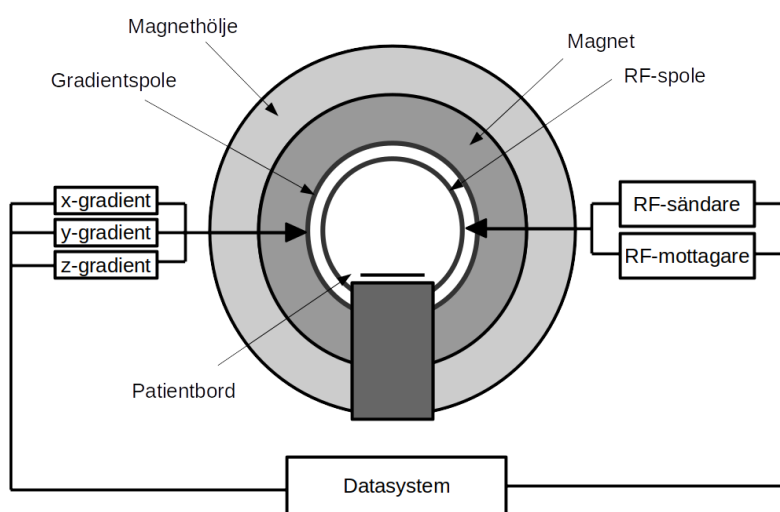 Magnethölje
Magnet
Gradientspole
RF-spole
x-gradient
y-gradient
z-gradient
RF-sändare
RF-mottagare
Patientbord
Datasystem